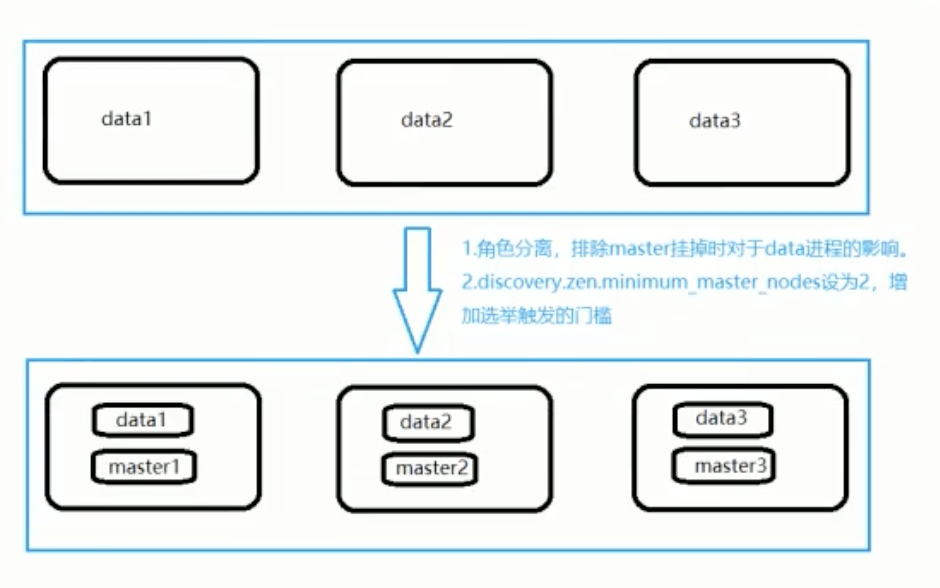 data1
data2
data3
1.角色分离，排除master挂掉时对于data进程的影响。
2.discovery.zen.minimum_master_nodes设为2，增
加选举触发的门槛
data1
data2
data3
master1
master2
master3